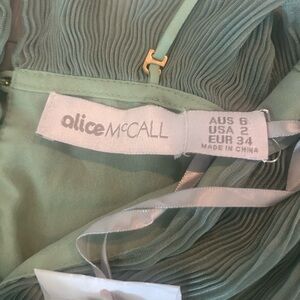 alice McCALL
AUS 6
USA 2
EUR 34
MADE IN CHINA